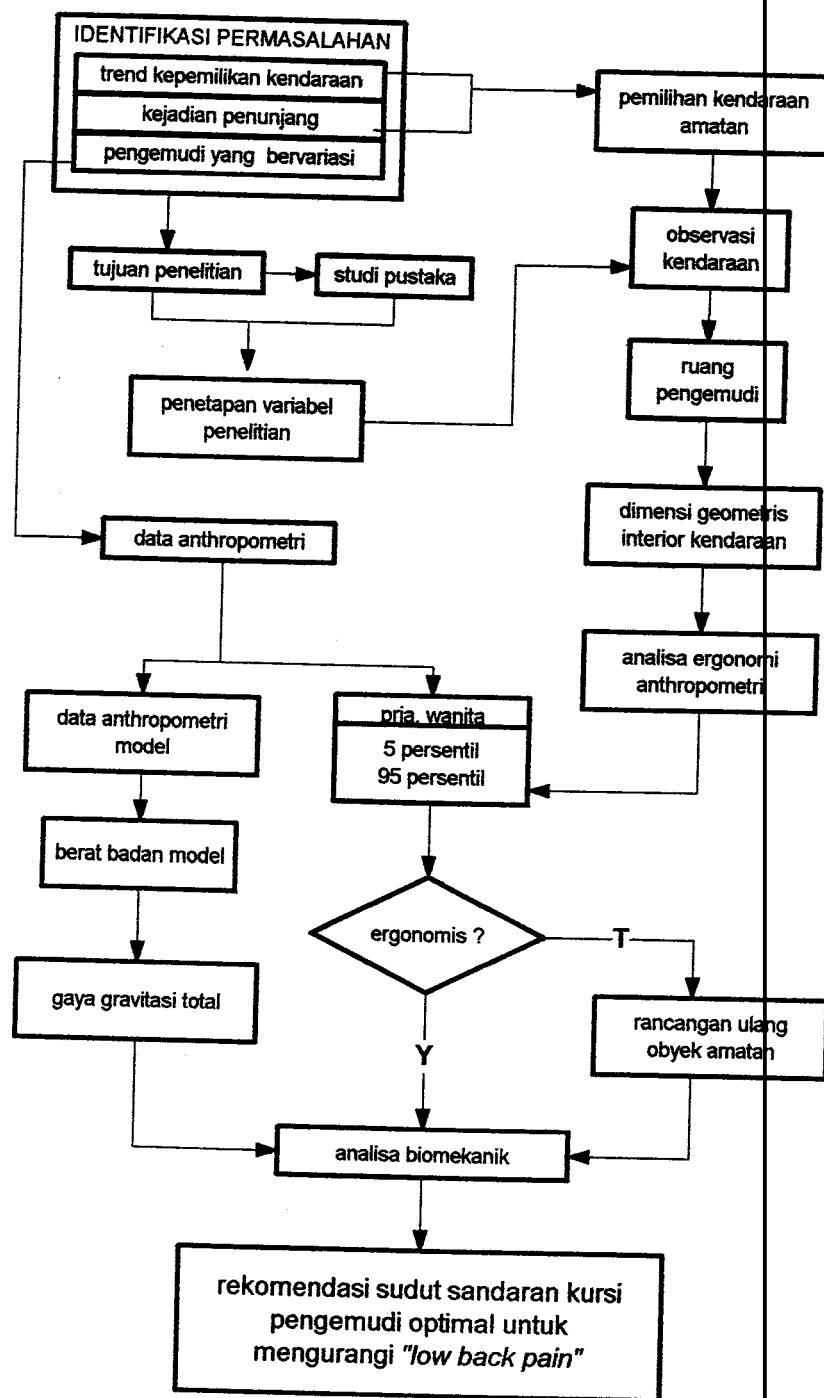 IDENTIFIKASI PERMASALAHAN
trend kepemilikan kendaraan
kejadian penunjang
pengemudi yang bervariasi
pemilihan kendaraan
amatan
observasi
kendaraan
tujuan penelitian
studi pustaka
ruang
pengemudi
penetapan variabel
penelitian
dimensi geometris
interior kendaraan
data anthropometri
analisa ergonomi
anthropometri
data anthropometri
model
pria, wanita
5 persentil
95 persentil
berat badan model
ergonomis ?
T
gaya gravitasi total
rancangan ulang
obyek amatan
Y
analisa biomekanik
rekomendasi sudut sandaran kursi
pengemudi optimal untuk
mengurangi "low back pain"